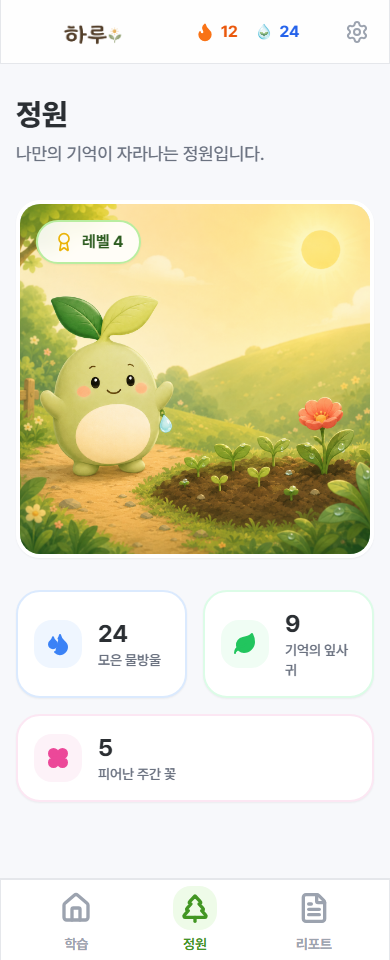 하루
12
24
정원
나만의 기억이 자라나는 정원입니다.
레벨 4
24
모은 물방울
9
기억의 잎사
귀
5
피어난 주간 꽃
학습
정원
리포트